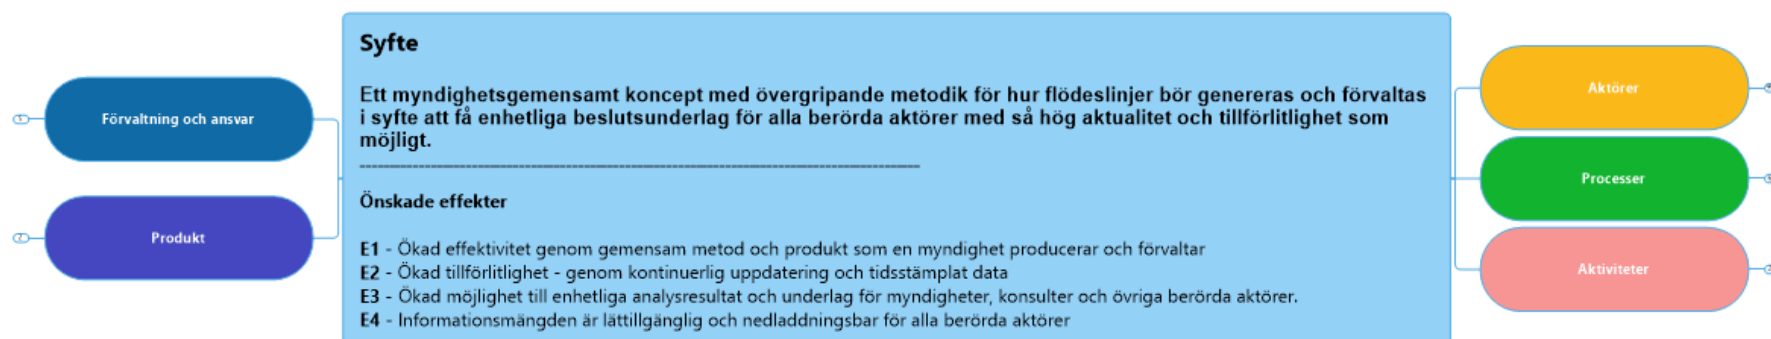 Förvaltning och ansvar
Produkt
Syfte
Ett myndighetsgemensamt koncept med övergripande metodik för hur flödeslinjer bör genereras och förvaltas
i syfte att få enhetliga beslutsunderlag för alla berörda aktörer med så hög aktualitet och tillförlitlighet som
möjligt.
Önskade effekter
E1 - Ökad effektivitet genom gemensam metod och produkt som en myndighet producerar och förvaltar
E2 - Ökad tillförlitlighet - genom kontinuerlig uppdatering och tidsstämplat data
E3 - Ökad möjlighet till enhetliga analysresultat och underlag för myndigheter, konsulter och övriga berörda aktörer.
E4 - Informationsmängden är lättillgänglig och nedladdningsbar för alla berörda aktörer
Aktörer
Processer
Aktiviteter